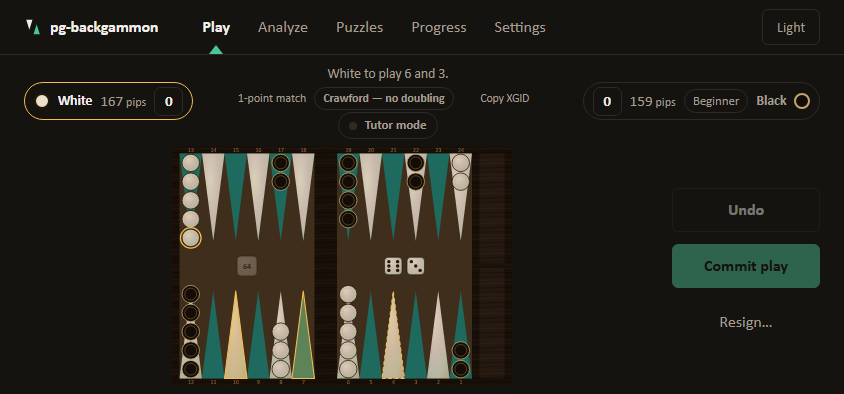 pg-backgammon Play Analyze Puzzles Progress Settings Light
White to play 6 and 3.
White 167 pips 0
1-point match Crawford — no doubling Copy XGID
Tutor mode
0 159 pips Beginner Black
13 14 15 16 17 18 19 20 21 22 23 24
64
12 11 10 9 8 7 6 5 4 3 2 1
Undo
Commit play
Resign...